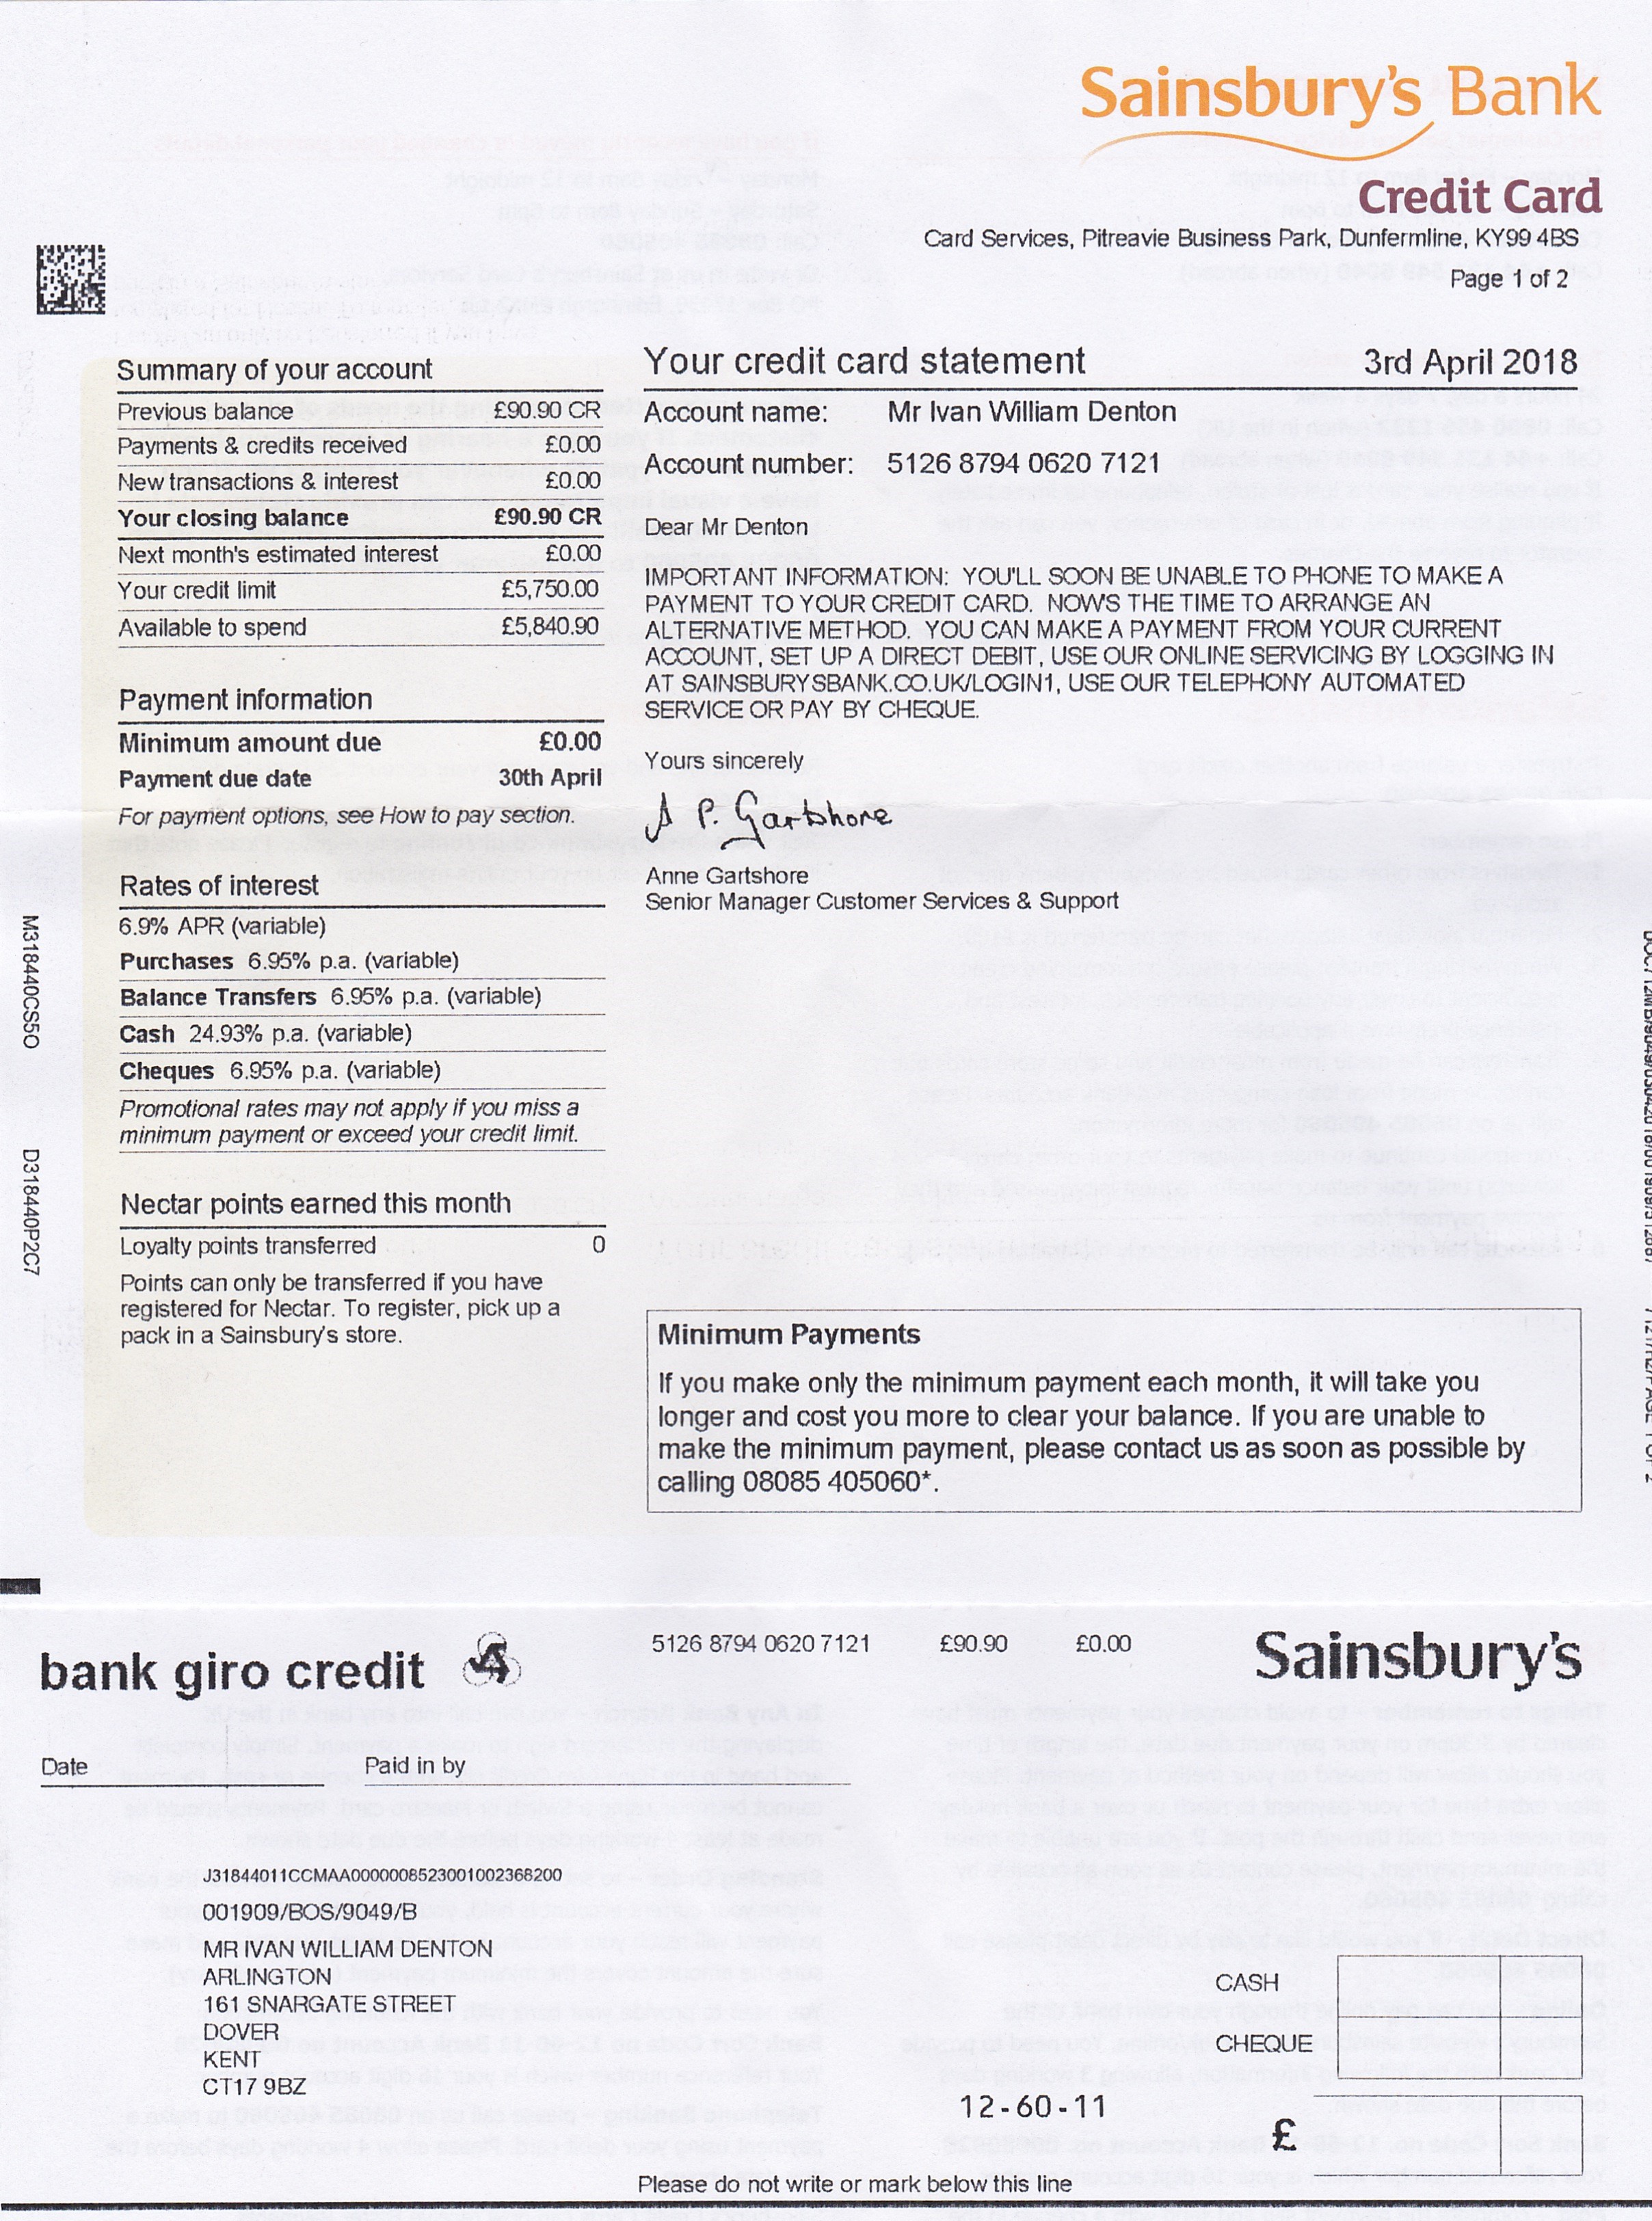 Sainsbury's Bank
Credit Card
Card Services, Pitreavie Business Park, Dunfermline, KY99 4BS
Page 1 of 2
Summary of your account
Previous balance £90.90 CR
Payments & credits received £0.00
New transactions & interest £0.00
Your closing balance £90.90 CR
Next month's estimated interest £0.00
Your credit limit £5,750.00
Available to spend £5,840.90
Payment information
Minimum amount due £0.00
Payment due date 30th April
For payment options, see How to pay section.
Rates of interest
6.9% APR (variable)
Purchases 6.95% p.a. (variable)
Balance Transfers 6.95% p.a. (variable)
Cash 24.93% p.a. (variable)
Cheques 6.95% p.a. (variable)
Promotional rates may not apply if you miss a
minimum payment or exceed your credit limit.
Nectar points earned this month
Loyalty points transferred 0
Points can only be transferred if you have
registered for Nectar. To register, pick up a
pack in a Sainsbury's store.
Your credit card statement 3rd April 2018
Account name: Mr Ivan William Denton
Account number: 5126 8794 0620 7121
Dear Mr Denton
IMPORTANT INFORMATION: YOU'LL SOON BE UNABLE TO PHONE TO MAKE A
PAYMENT TO YOUR CREDIT CARD. NOW'S THE TIME TO ARRANGE AN
ALTERNATIVE METHOD. YOU CAN MAKE A PAYMENT FROM YOUR CURRENT
ACCOUNT, SET UP A DIRECT DEBIT, USE OUR ONLINE SERVICING BY LOGGING IN
AT SAINSBURYSBANK.CO.UK/LOGIN1, USE OUR TELEPHONY AUTOMATED
SERVICE OR PAY BY CHEQUE.
Yours sincerely
A P. Gartshore
Anne Gartshore
Senior Manager Customer Services & Support
Minimum Payments
If you make only the minimum payment each month, it will take you
longer and cost you more to clear your balance. If you are unable to
make the minimum payment, please contact us as soon as possible by
calling 08085 405060*.
M318440CS5O
D318440P2C7
bank giro credit
5126 8794 0620 7121 £90.90 £0.00
Sainsbury's
Date Paid in by
J31844011CCMAA0000008523001002368200
001909/BOS/9049/B
MR IVAN WILLIAM DENTON
ARLINGTON
161 SNARGATE STREET
DOVER
KENT
CT17 9BZ
CASH
CHEQUE
12-60-11
£
Please do not write or mark below this line